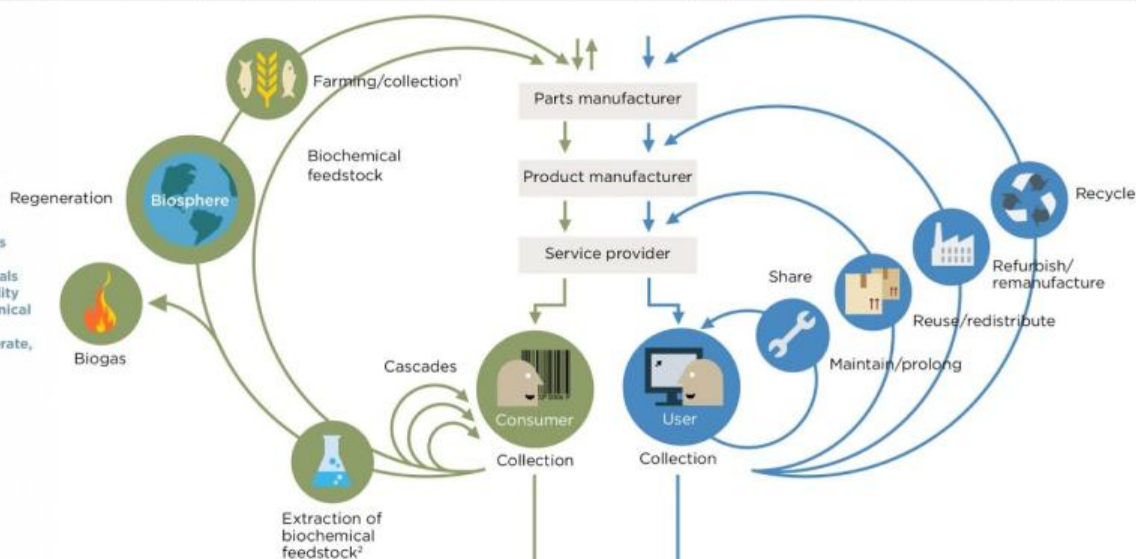 Farming/collection¹
Parts manufacturer
Biochemical
feedstock
Product manufacturer
Regeneration
Biosphere
Recycle
Service provider
Share
Refurbish/
remanufacture
Reuse/redistribute
Biogas
Cascades
Maintain/prolong
Consumer
User
Collection
Collection
Extraction of
biochemical
feedstock²